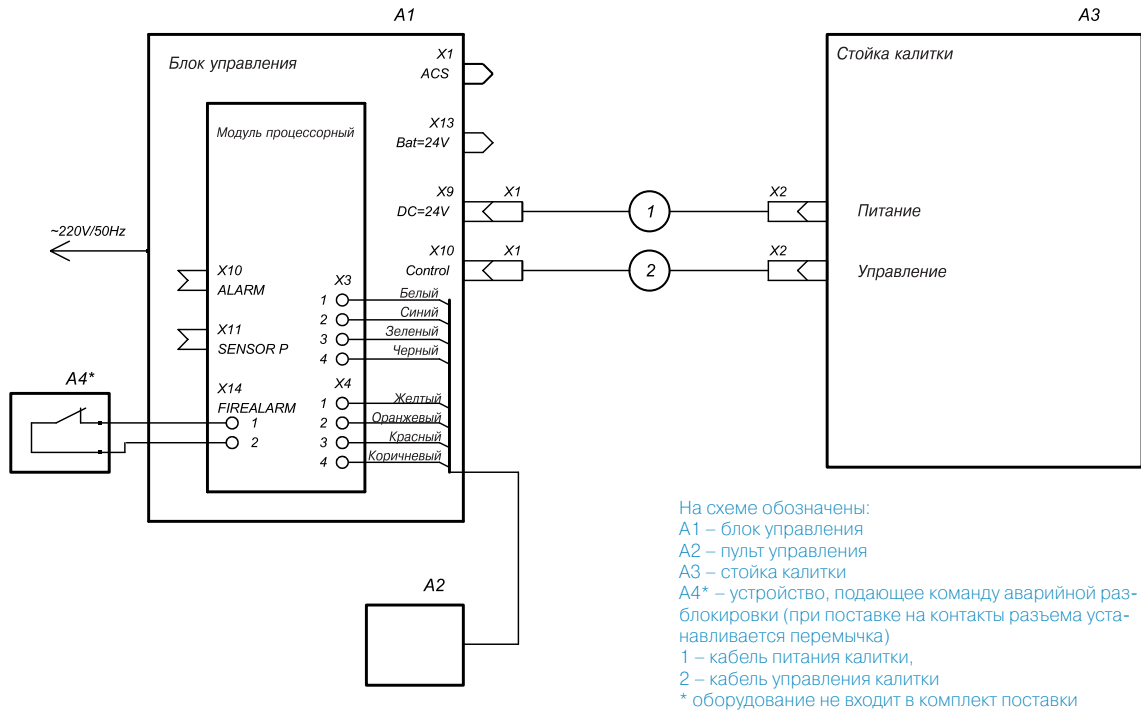 A1
A3
Блок управления
X1
ACS
Стойка калитки
Модуль процессорный
X13
Bat=24V
X9
DC=24V
X1
1
X2
Питание
~220V/50Hz
X10
Control
X1
2
X2
Управление
X10
ALARM
X3
1 Белый
2 Синий
3 Зеленый
4 Черный
X11
SENSOR P
A4*
X14
FIREALARM
1
2
X4
1 Желтый
2 Оранжевый
3 Красный
4 Коричневый
A2
На схеме обозначены:
А1 – блок управления
А2 – пульт управления
А3 – стойка калитки
А4* – устройство, подающее команду аварийной раз-
блокировки (при поставке на контакты разъема уста-
навливается перемычка)
1 – кабель питания калитки,
2 – кабель управления калитки
* оборудование не входит в комплект поставки